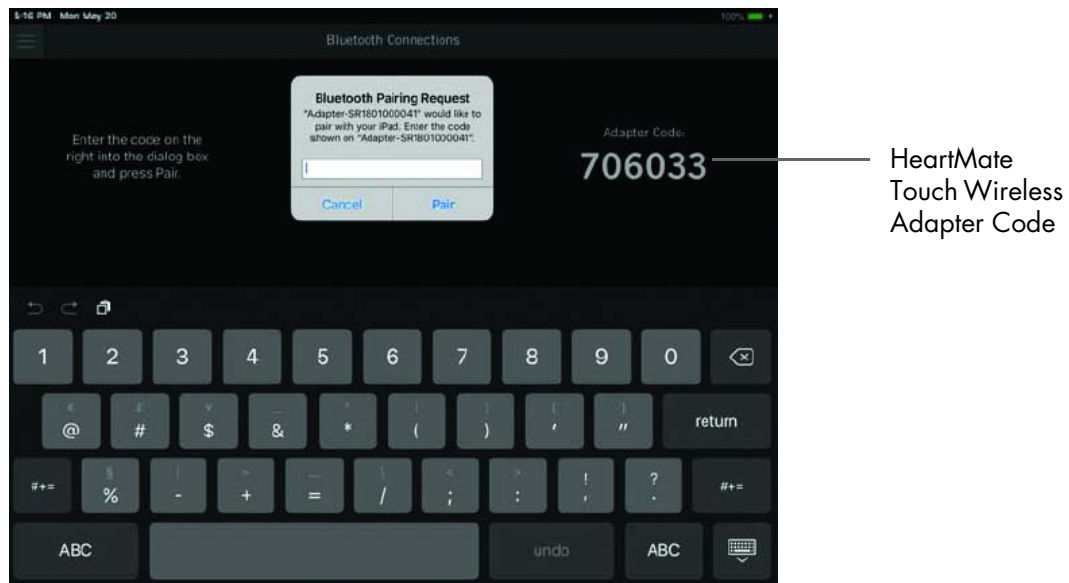 5:16 PM Mon May 20
100%
Bluetooth Connections
Enter the code on the
right into the dialog box
and press Pair.
Bluetooth Pairing Request
"Adapter-SR1801000041" would like to
pair with your iPad. Enter the code
shown on "Adapter-SR1801000041".
Cancel Pair
Adapter Code:
706033
HeartMate
Touch Wireless
Adapter Code
1 2 3 4 5 6 7 8 9 0
@ # $ & * ( ) ' " return
#+= % - + = / ; : ! , ? . #+=
ABC undo ABC